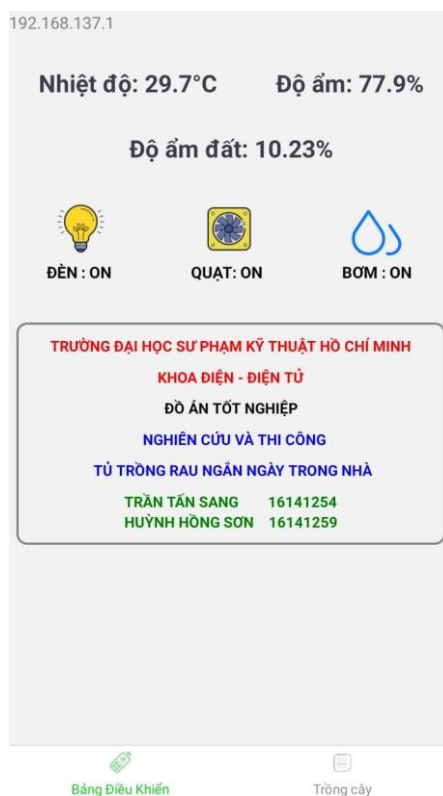 192.168.137.1
Nhiệt độ: 29.7°C Độ ẩm: 77.9%
Độ ẩm đất: 10.23%
ĐÈN : ON QUẠT: ON BƠM : ON
TRƯỜNG ĐẠI HỌC SƯ PHẠM KỸ THUẬT HỒ CHÍ MINH
KHOA ĐIỆN - ĐIỆN TỬ
ĐỒ ÁN TỐT NGHIỆP
NGHIÊN CỨU VÀ THI CÔNG
TỦ TRỒNG RAU NGẮN NGÀY TRONG NHÀ
TRẦN TẤN SANG 16141254
HUỲNH HỒNG SƠN 16141259
Bảng Điều Khiển Trồng cây